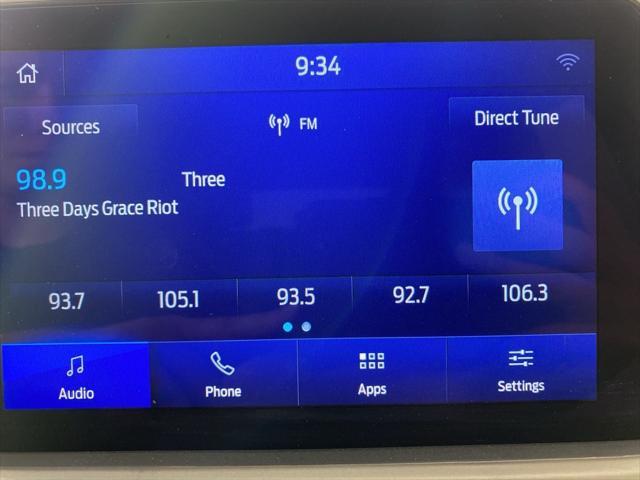 9:34
Sources
FM
Direct Tune
98.9 Three
Three Days Grace Riot
93.7 105.1 93.5 92.7 106.3
Audio Phone Apps Settings